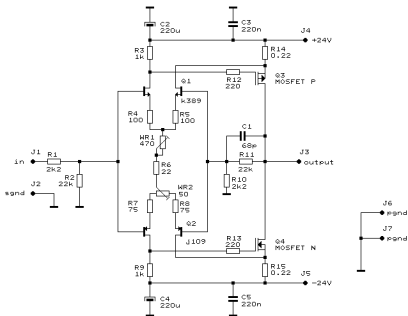 C2
220u
C3
220n
J4
+24V
R3
1k
R14
0.22
Q1
k389
R12
220
Q3
MOSFET P
R4
100
R5
100
WR1
470
C1
68p
J1
in
R1
2k2
R6
22
R11
22k
J3
output
R2
22k
WR2
50
R10
2k2
J2
sgnd
R7
75
R8
75
J6
pgnd
Q2
J109
R13
220
Q4
MOSFET N
J7
pgnd
R9
1k
R15
0.22
J5
-24V
C4
220u
C5
220n